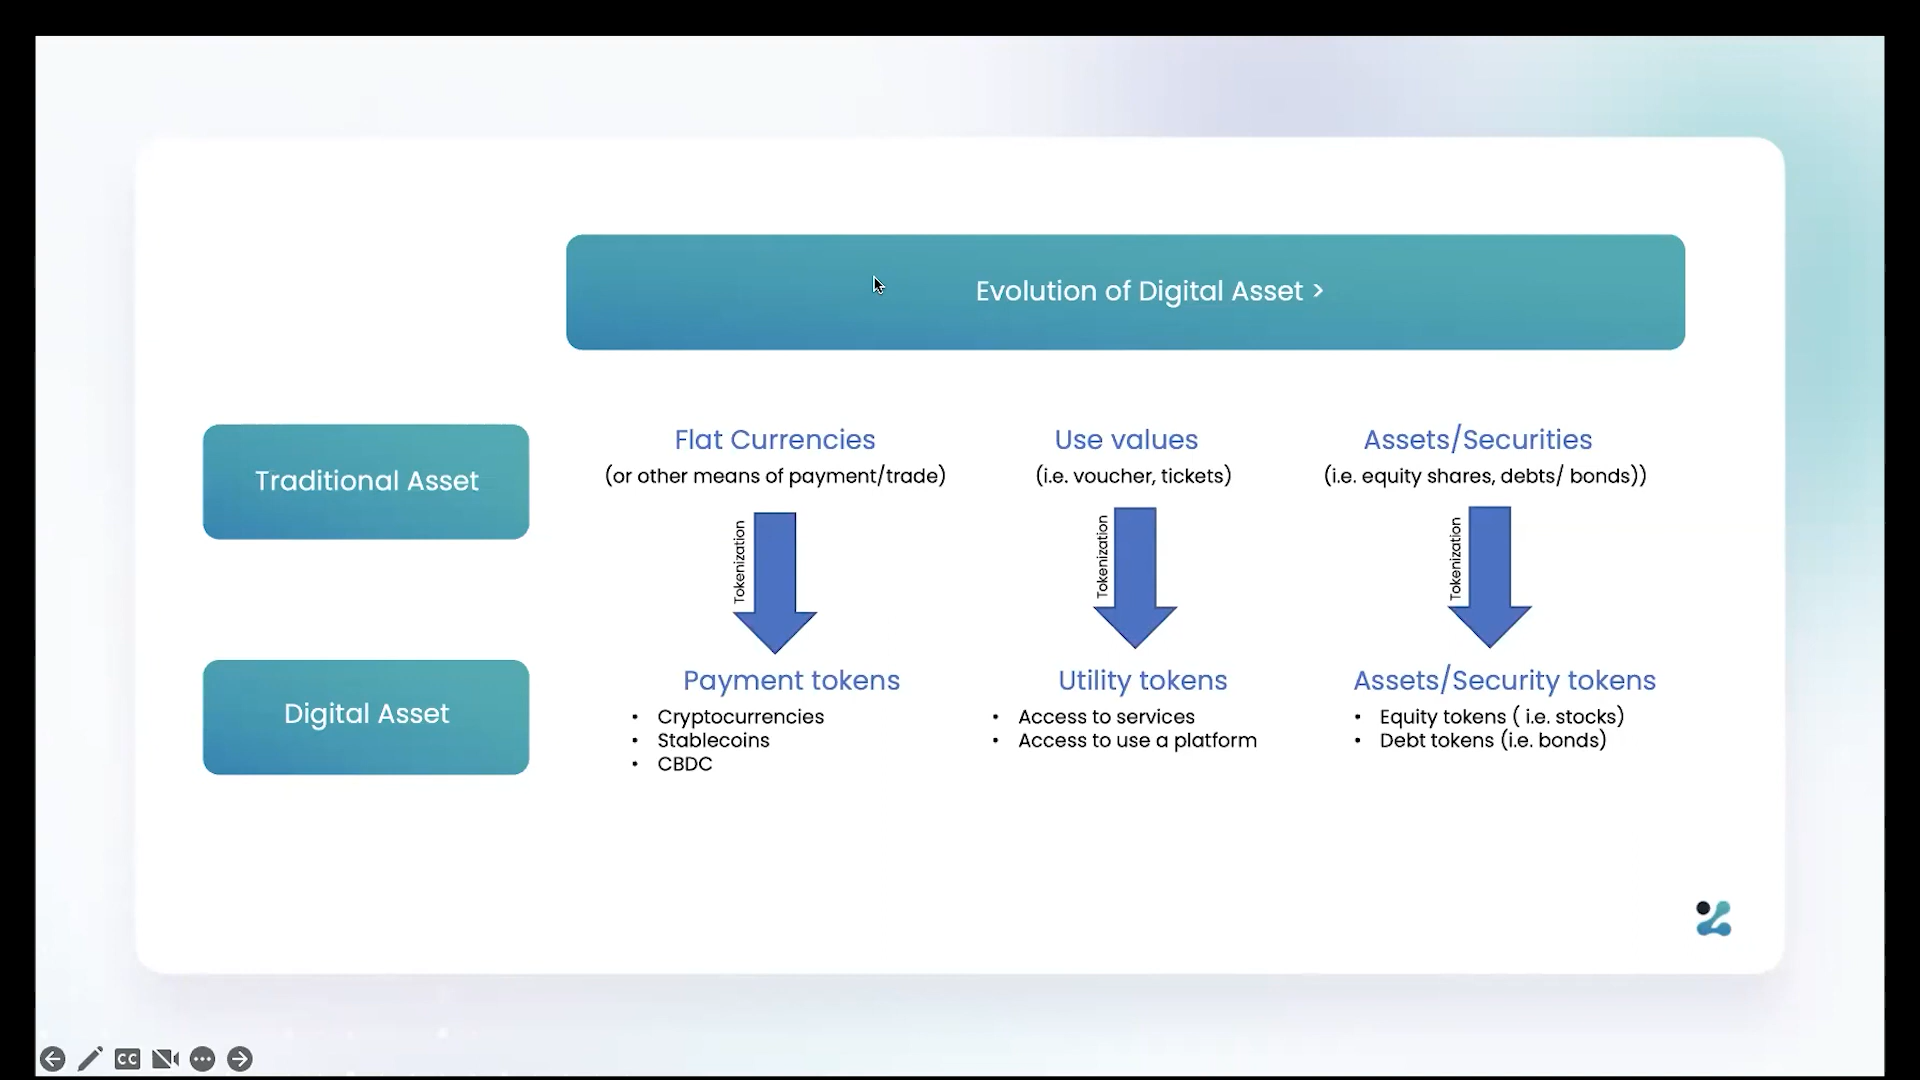 Evolution of Digital Asset >
Traditional Asset
Flat Currencies
(or other means of payment/trade)
Use values
(i.e. voucher, tickets)
Assets/Securities
(i.e. equity shares, debts/ bonds))
Tokenization
Tokenization
Tokenization
Digital Asset
Payment tokens
• Cryptocurrencies
• Stablecoins
• CBDC
Utility tokens
• Access to services
• Access to use a platform
Assets/Security tokens
• Equity tokens ( i.e. stocks)
• Debt tokens (i.e. bonds)
CC